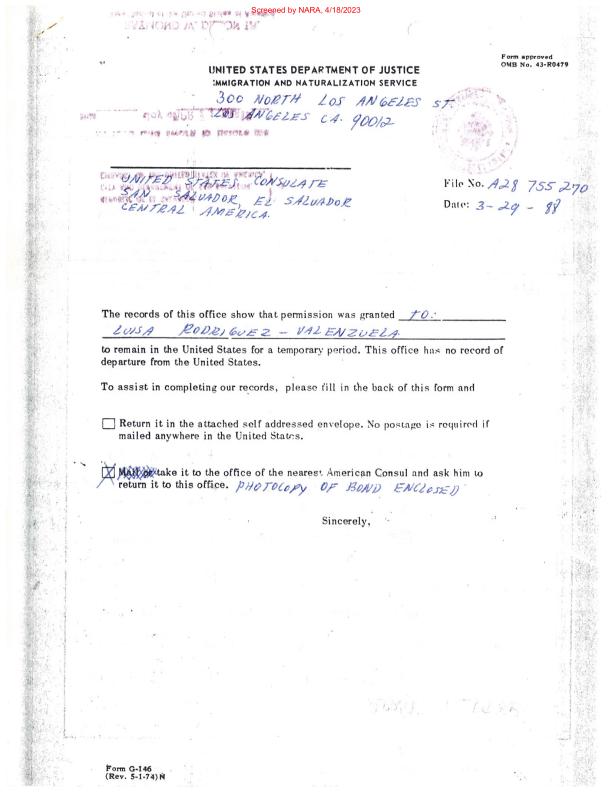 Screened by NARA, 4/18/2023
Form approved
OMB No. 43-R0479
UNITED STATES DEPARTMENT OF JUSTICE
IMMIGRATION AND NATURALIZATION SERVICE
300 NORTH LOS ANGELES ST.
LOS ANGELES CA. 90012
UNITED STATES CONSULATE
SAN SALVADOR, EL SALVADOR
CENTRAL AMERICA.
File No. A28 755 270
Date: 3-29-88
The records of this office show that permission was granted TO:
LUISA RODRIGUEZ - VALENZUELA
to remain in the United States for a temporary period. This office has no record of
departure from the United States.
To assist in completing our records, please fill in the back of this form and
Return it in the attached self addressed envelope. No postage is required if
mailed anywhere in the United States.
X Mail or take it to the office of the nearest American Consul and ask him to
return it to this office. PHOTOCOPY OF BOND ENCLOSED
Sincerely,
Form G-146
(Rev. 5-1-74) N